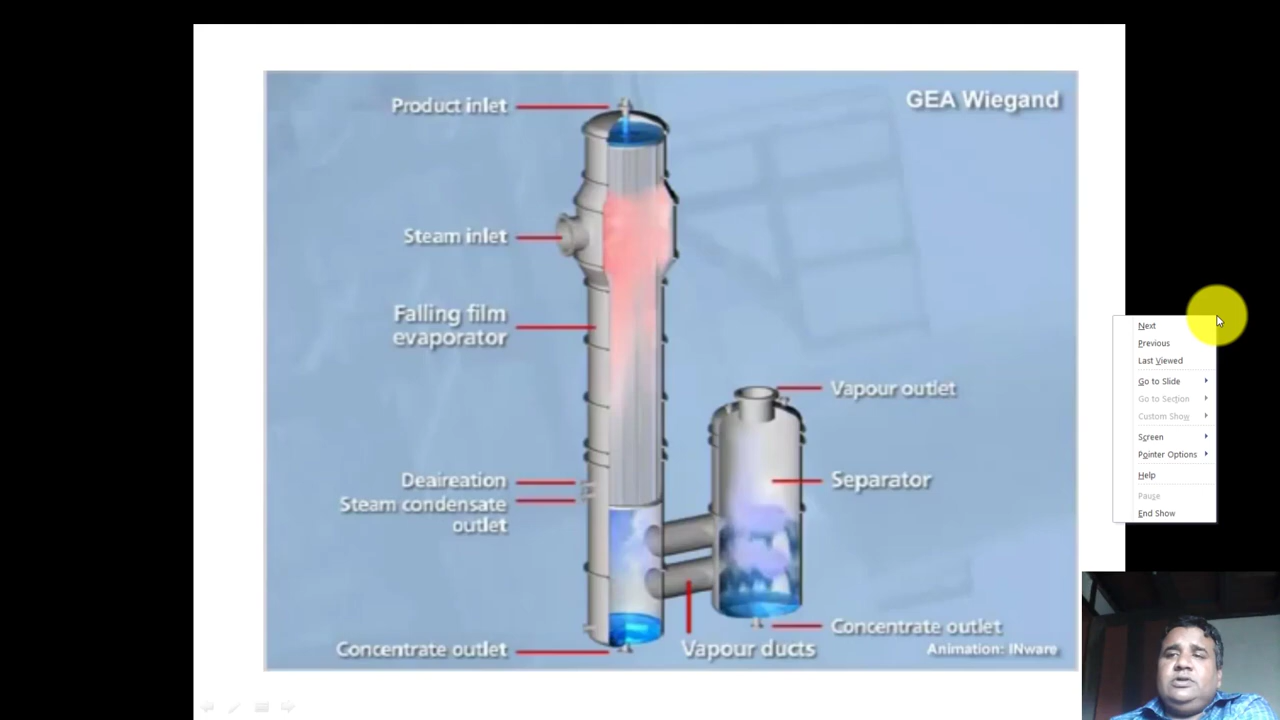 GEA Wiegand
Product inlet
Steam inlet
Falling film
evaporator
Vapour outlet
Deaireation
Separator
Steam condensate
outlet
Concentrate outlet
Concentrate outlet
Vapour ducts
Animation: INware
Next
Previous
Last Viewed
Go to Slide
Go to Section
Custom Show
Screen
Pointer Options
Help
Pause
End Show